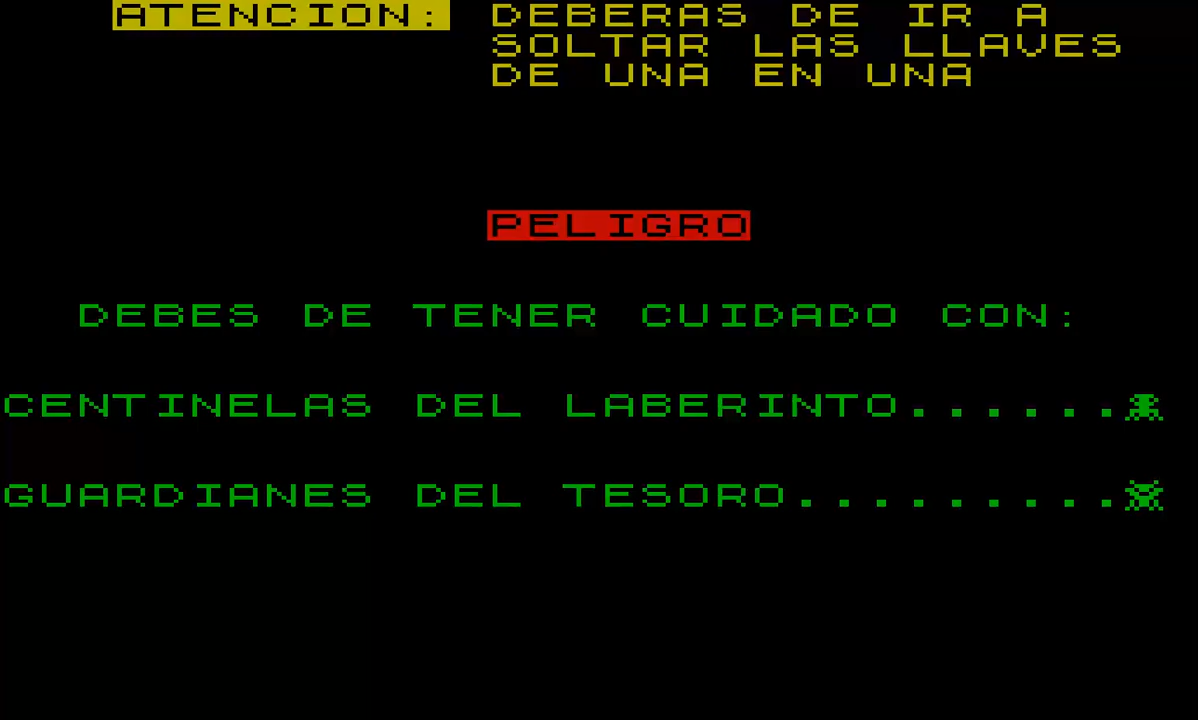 ATENCION: DEBERAS DE IR A
SOLTAR LAS LLAVES
DE UNA EN UNA
PELIGRO
DEBES DE TENER CUIDADO CON:
CENTINELAS DEL LABERINTO......
GUARDIANES DEL TESORO.........